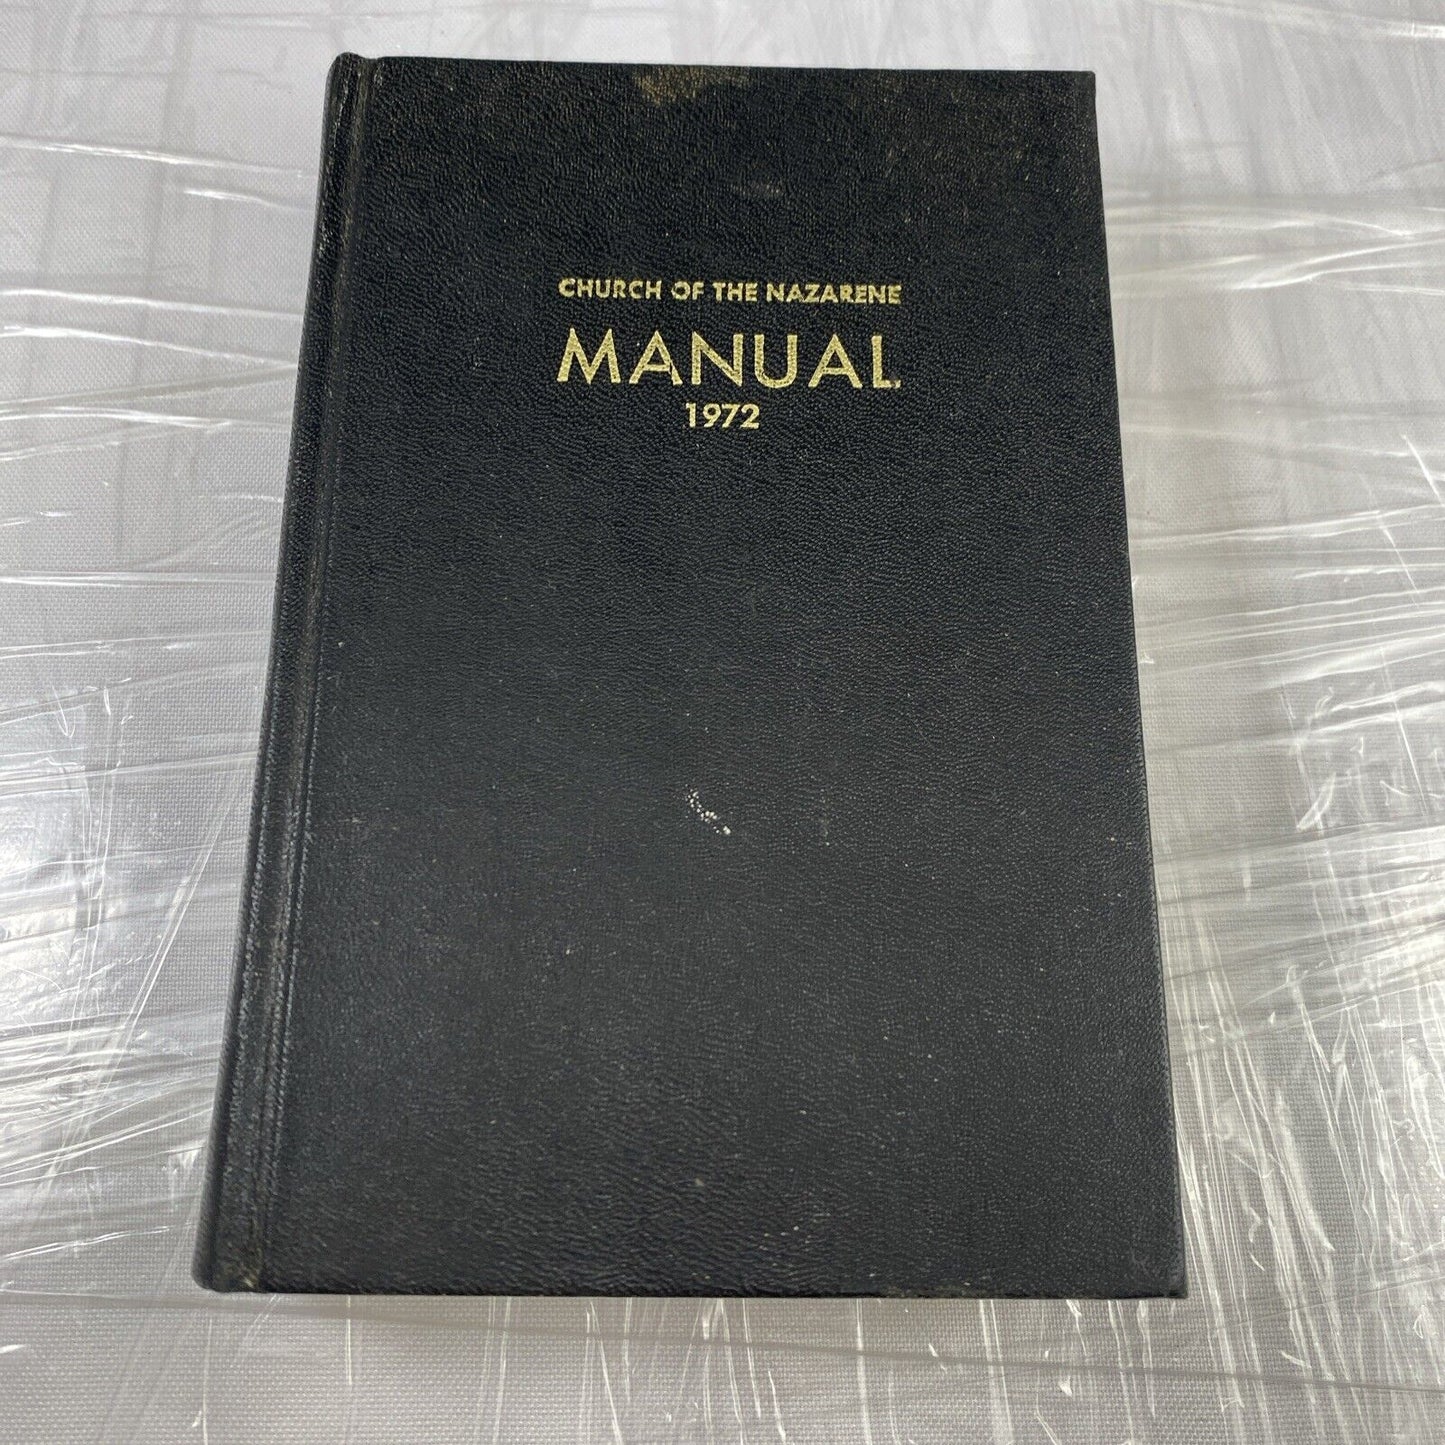 CHURCH OF THE NAZARENE
MANUAL
1972